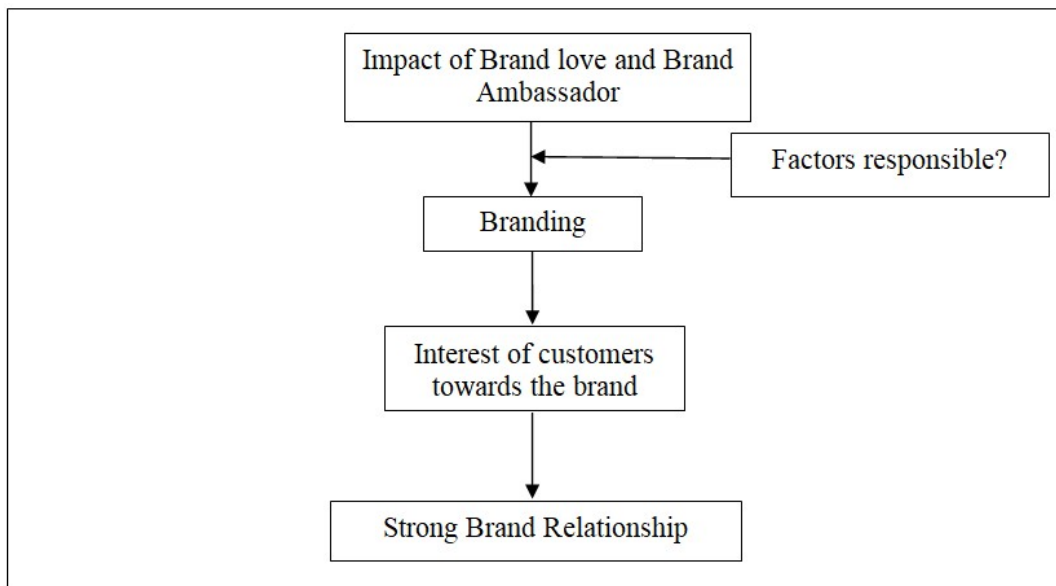 Impact of Brand love and Brand
Ambassador
Factors responsible?
Branding
Interest of customers
towards the brand
Strong Brand Relationship